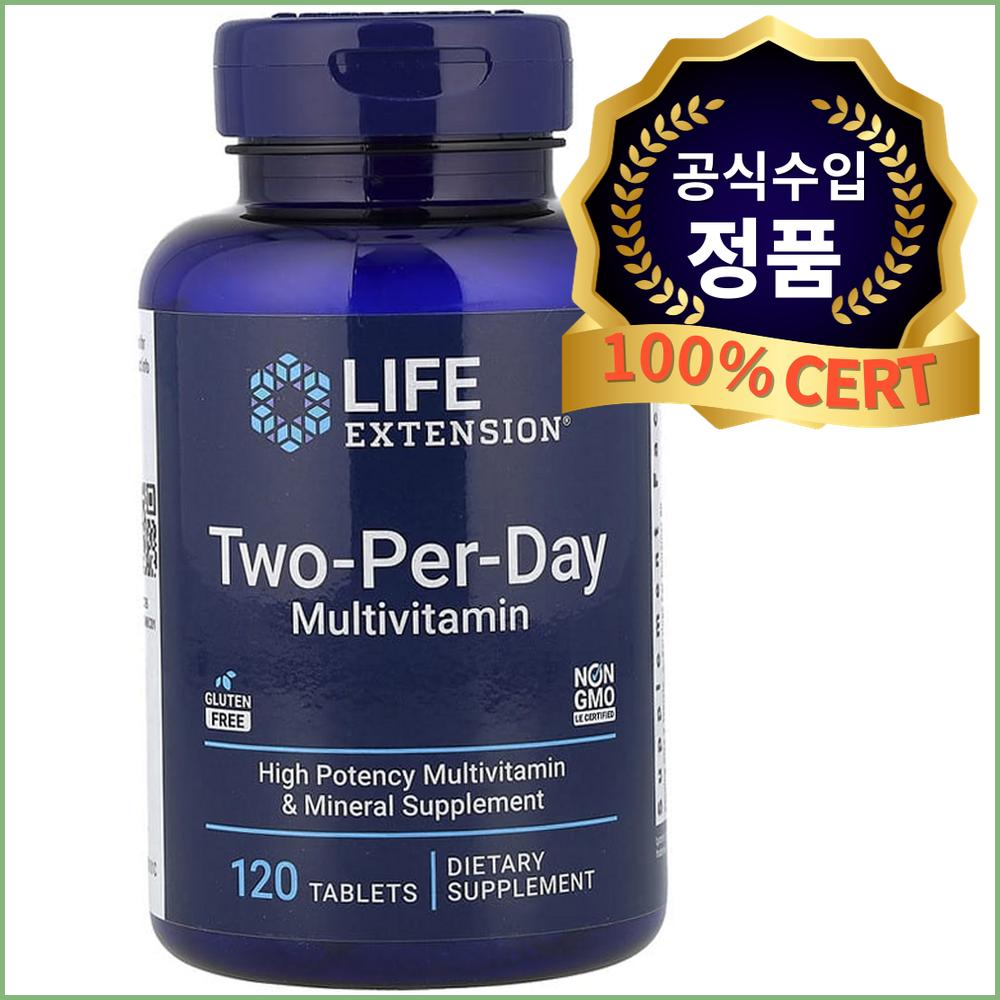 공식수입
정품
100% CERT
LIFE
EXTENSION®
Two-Per-Day
Multivitamin
GLUTEN
FREE
NON
GMO
LE CERTIFIED
High Potency Multivitamin
& Mineral Supplement
120 TABLETS
DIETARY
SUPPLEMENT